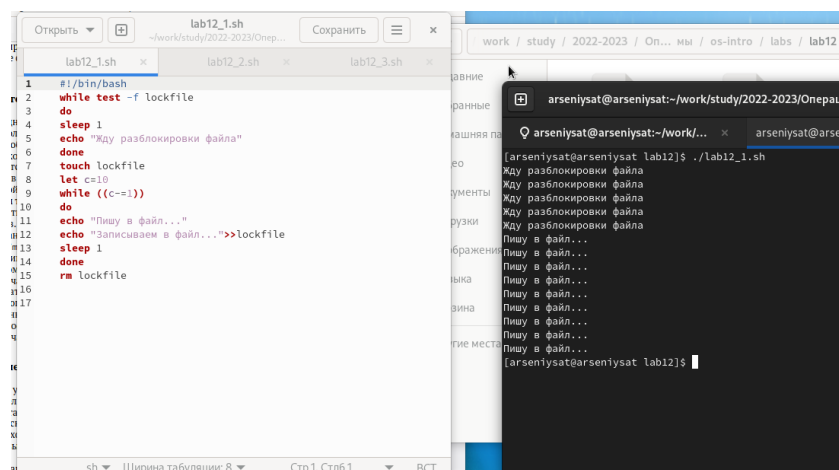 Открыть
lab12_1.sh
~/work/study/2022-2023/Опер...
Сохранить
lab12_1.sh ×
lab12_2.sh ×
lab12_3.sh ×
1 #!/bin/bash
2 while test -f lockfile
3 do
4 sleep 1
5 echo "Жду разблокировки файла"
6 done
7 touch lockfile
8 let c=10
9 while ((c-=1))
10 do
11 echo "Пишу в файл..."
12 echo "Записываем в файл...">>lockfile
13 sleep 1
14 done
15 rm lockfile
16
17
sh Ширина табуляции: 8 Стр 1, Стлб 1 ВСТ
work / study / 2022-2023 / Оп... мы / os-intro / labs / lab12
arseniysat@arseniysat:~/work/study/2022-2023/Операц
arseniysat@arseniysat:~/work/... ×
arseniysat@arse
[arseniysat@arseniysat lab12]$ ./lab12_1.sh
Жду разблокировки файла
Жду разблокировки файла
Жду разблокировки файла
Жду разблокировки файла
Жду разблокировки файла
Пишу в файл...
Пишу в файл...
Пишу в файл...
Пишу в файл...
Пишу в файл...
Пишу в файл...
Пишу в файл...
Пишу в файл...
Пишу в файл...
[arseniysat@arseniysat lab12]$